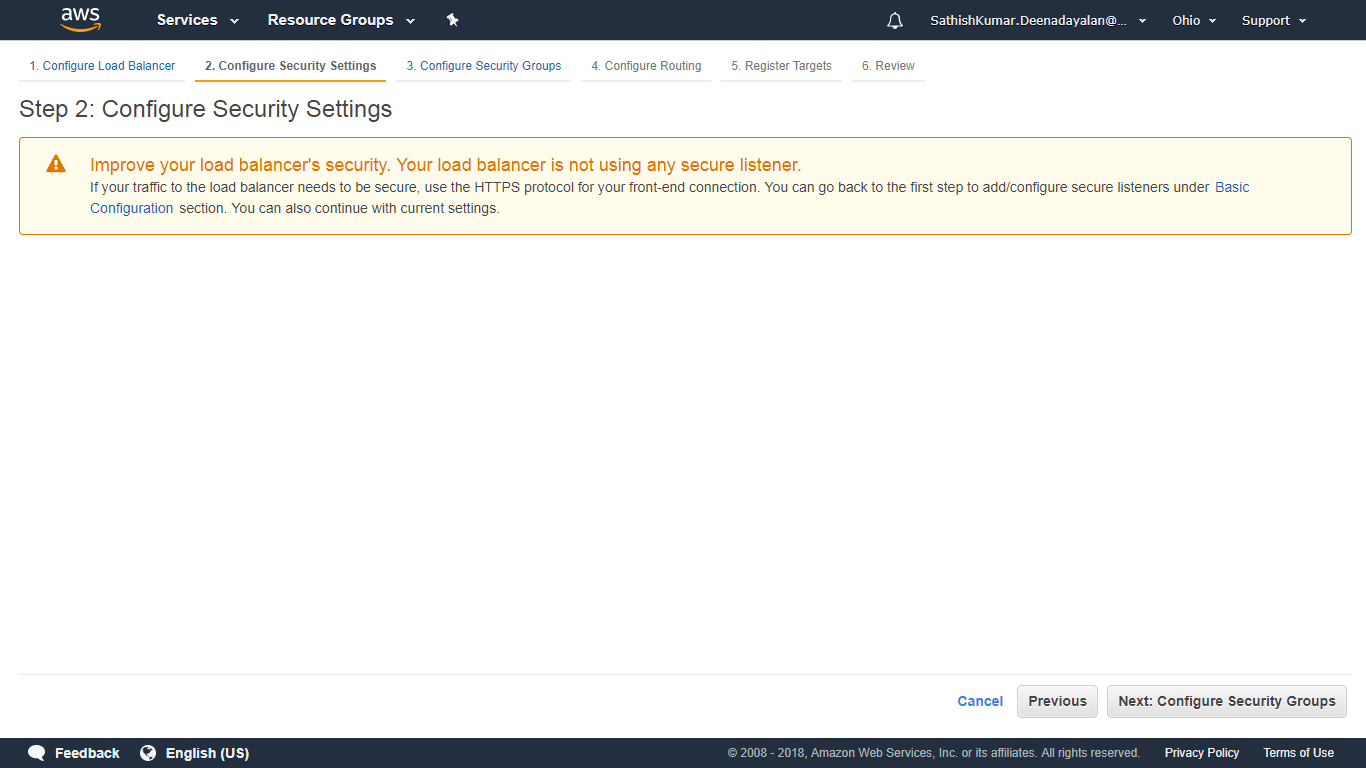 aws Services Resource Groups SathishKumar.Deenadayalan@... Ohio Support
1. Configure Load Balancer 2. Configure Security Settings 3. Configure Security Groups 4. Configure Routing 5. Register Targets 6. Review
Step 2: Configure Security Settings
Improve your load balancer's security. Your load balancer is not using any secure listener.
If your traffic to the load balancer needs to be secure, use the HTTPS protocol for your front-end connection. You can go back to the first step to add/configure secure listeners under Basic
Configuration section. You can also continue with current settings.
Cancel Previous Next: Configure Security Groups
Feedback English (US) © 2008 - 2018, Amazon Web Services, Inc. or its affiliates. All rights reserved. Privacy Policy Terms of Use